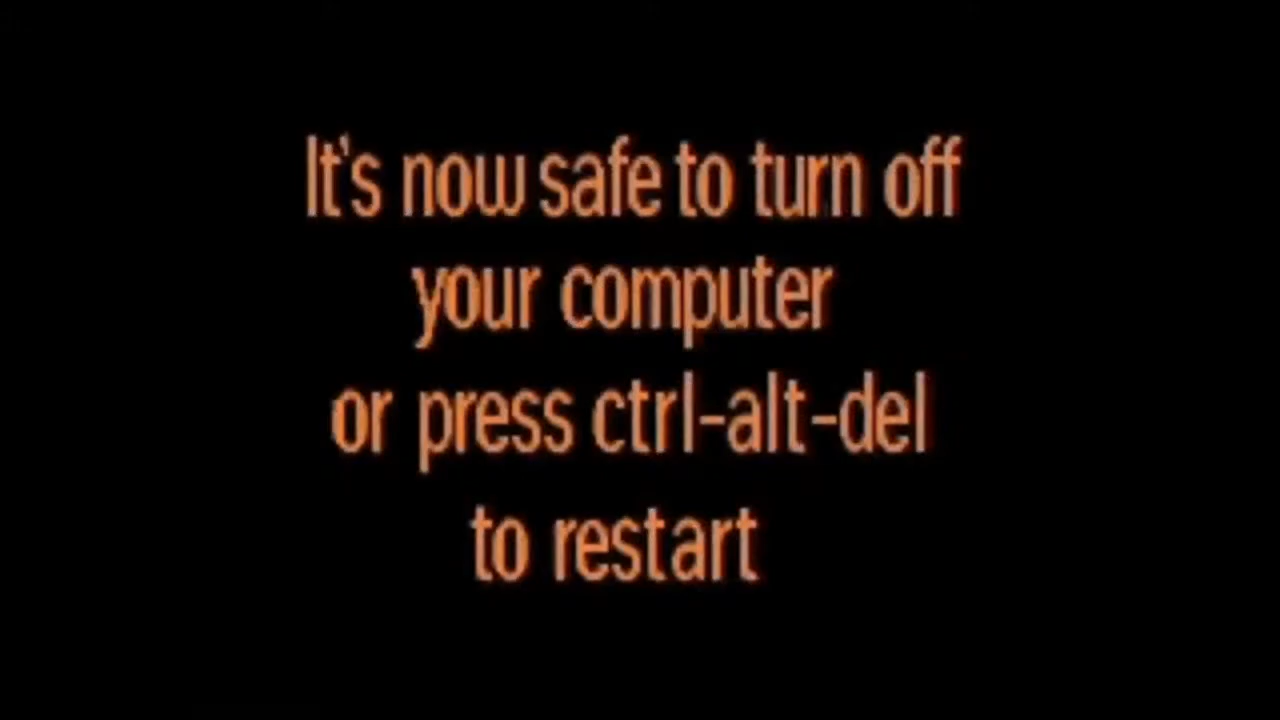 It's now safe to turn off
your computer
or press ctrl-alt-del
to restart